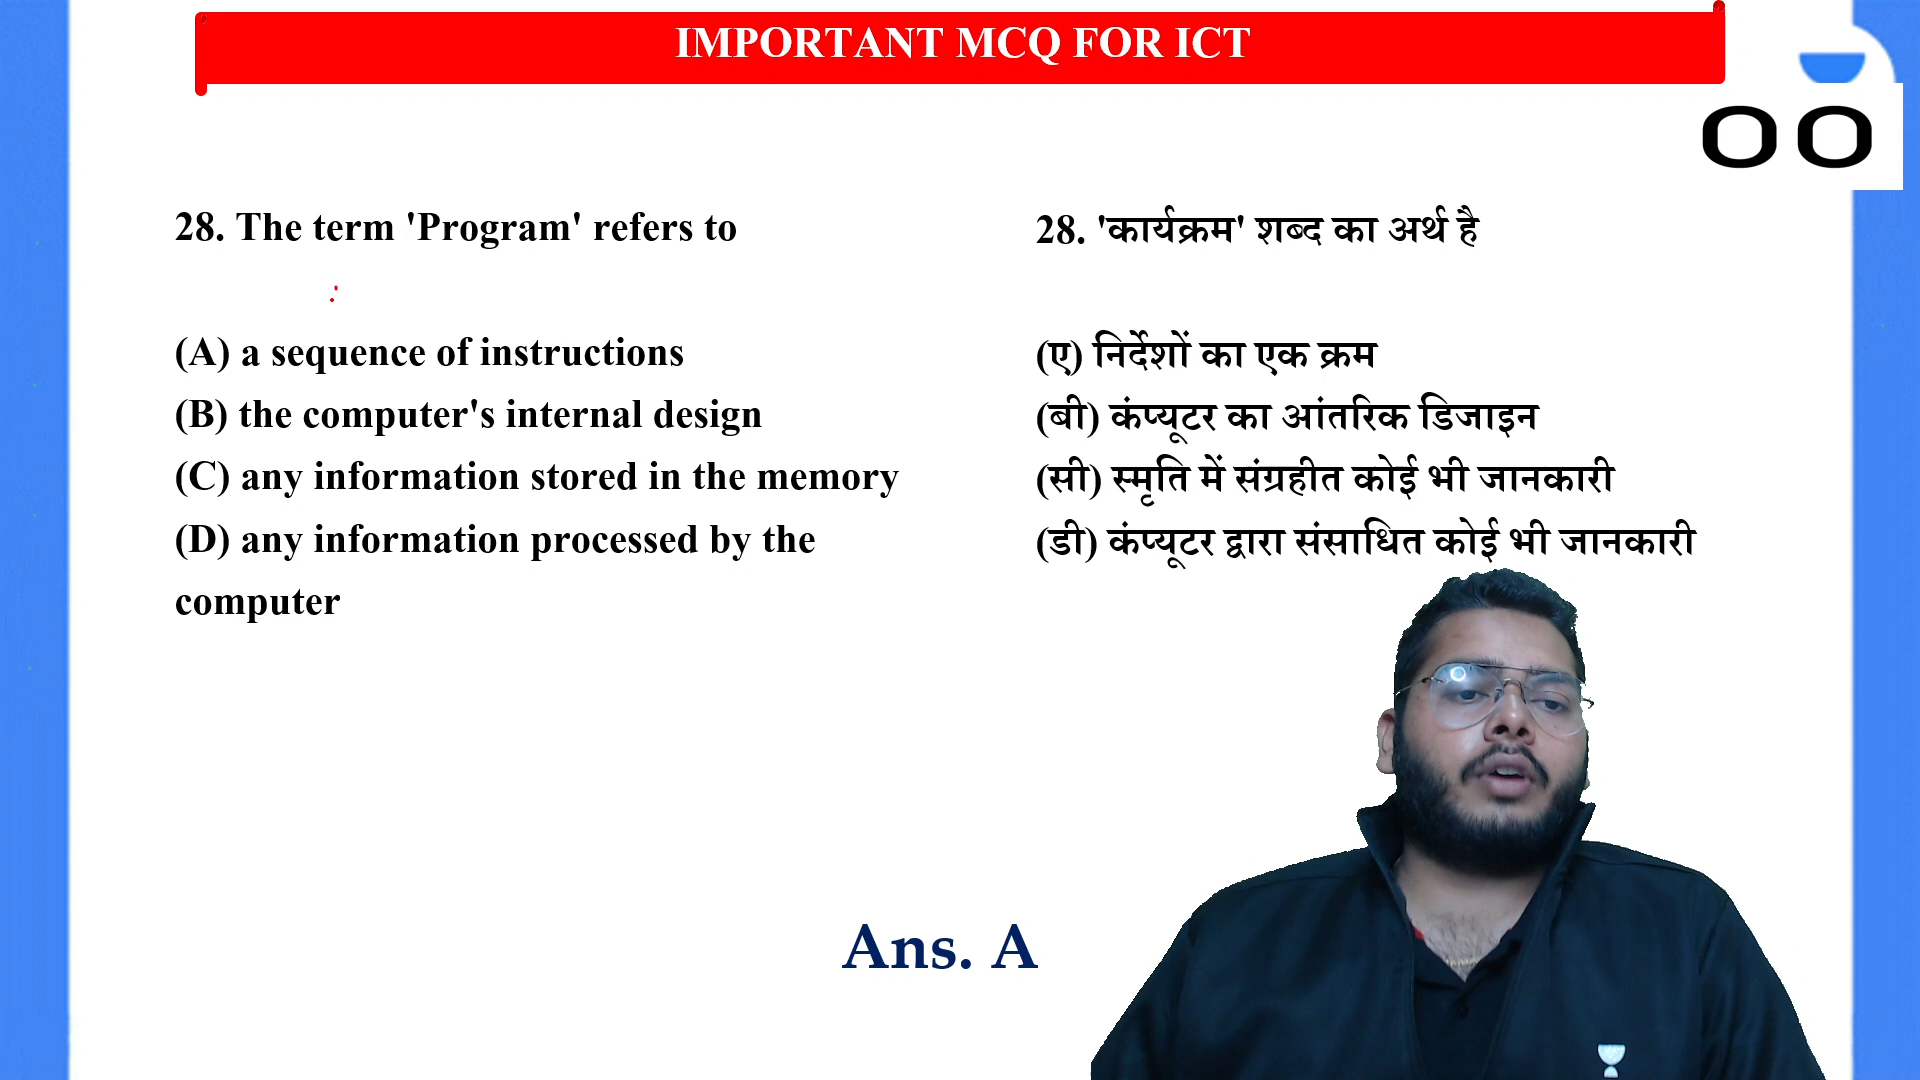 IMPORTANT MCQ FOR ICT
28. The term 'Program' refers to
(A) a sequence of instructions
(B) the computer's internal design
(C) any information stored in the memory
(D) any information processed by the
computer
28. 'कार्यक्रम' शब्द का अर्थ है
(ए) निर्देशों का एक क्रम
(बी) कंप्यूटर का आंतरिक डिजाइन
(सी) स्मृति में संग्रहीत कोई भी जानकारी
(डी) कंप्यूटर द्वारा संसाधित कोई भी जानकारी
Ans. A